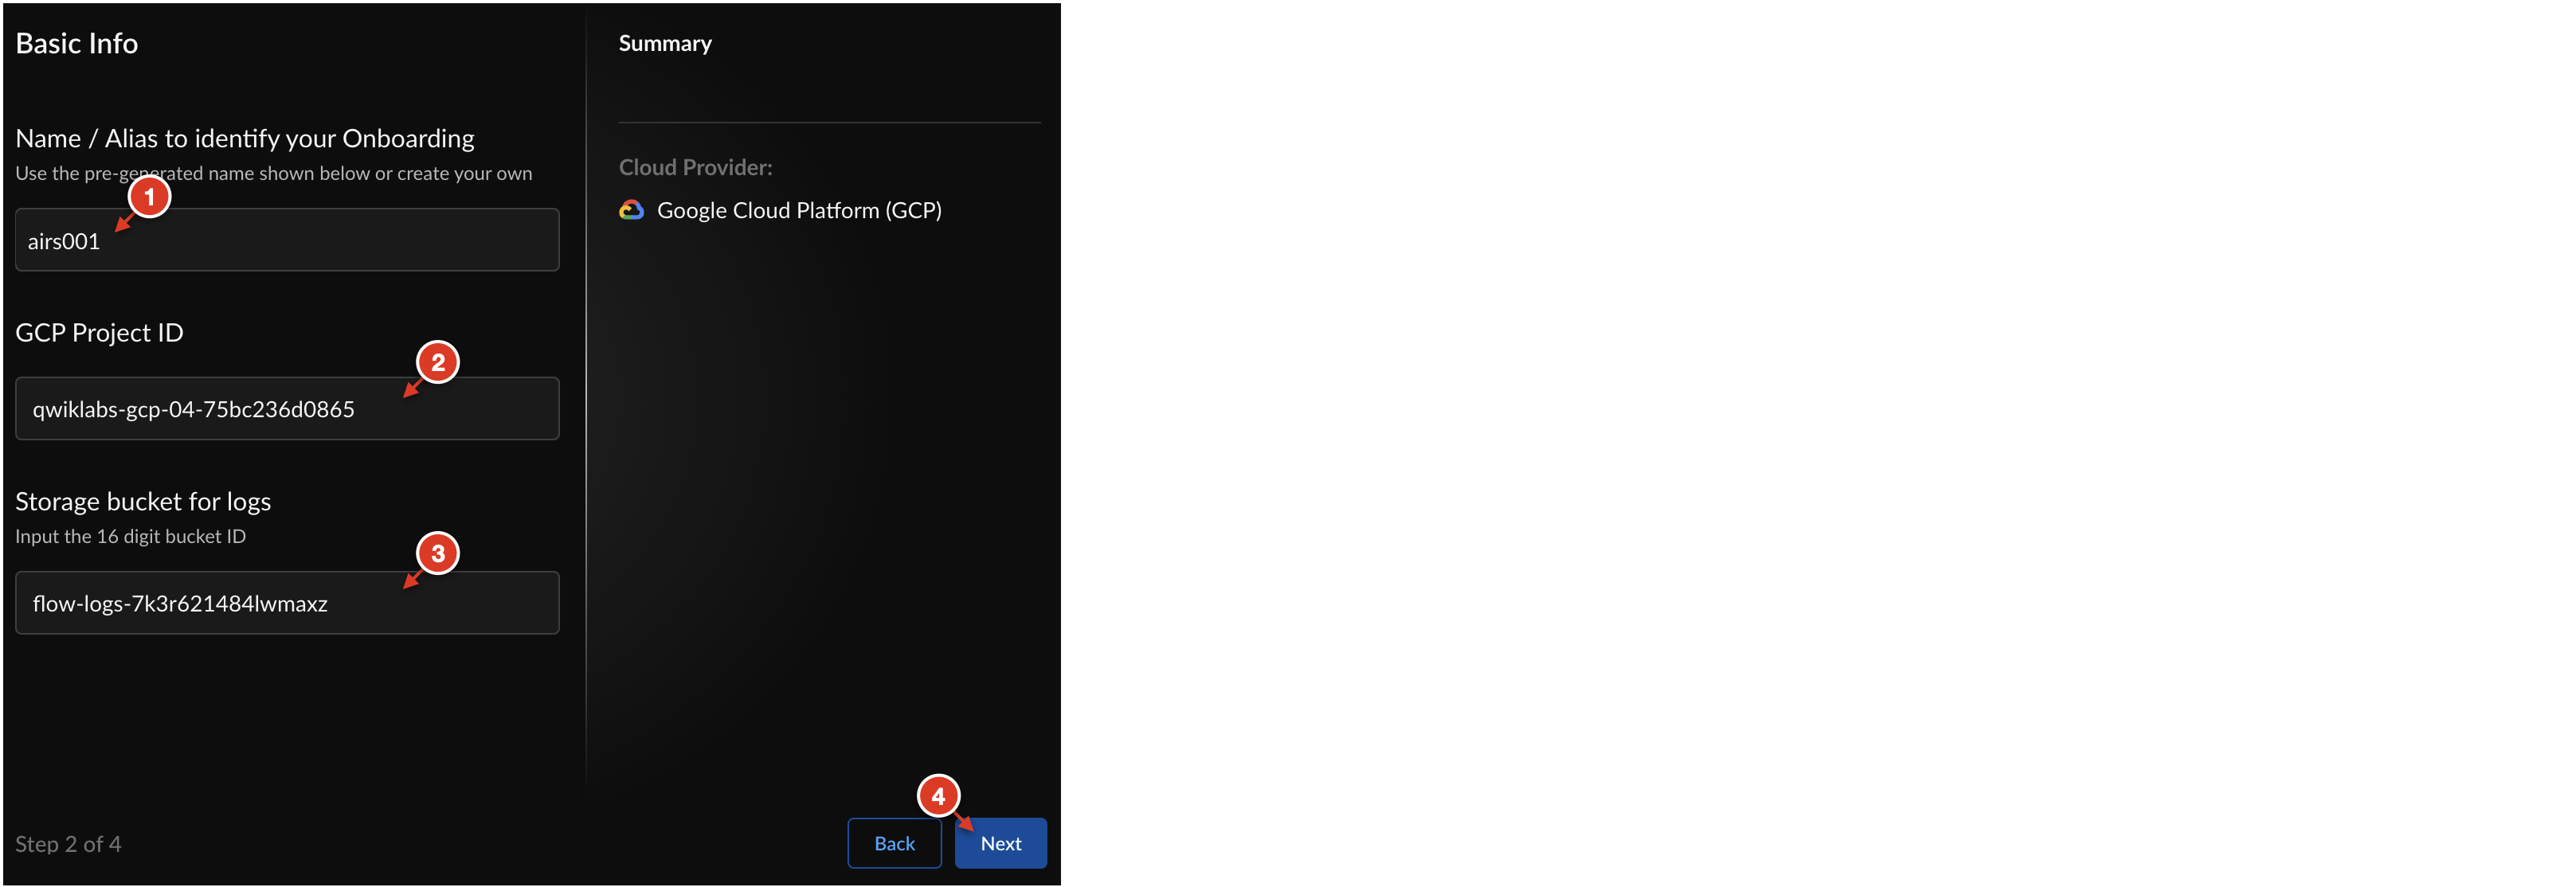 Basic Info
Name / Alias to identify your Onboarding
Use the pre-generated name shown below or create your own
1
airs001
GCP Project ID
2
qwiklabs-gcp-04-75bc236d0865
Storage bucket for logs
Input the 16 digit bucket ID
3
flow-logs-7k3r621484lwmaxz
Step 2 of 4
Summary
Cloud Provider:
Google Cloud Platform (GCP)
4
Back
Next